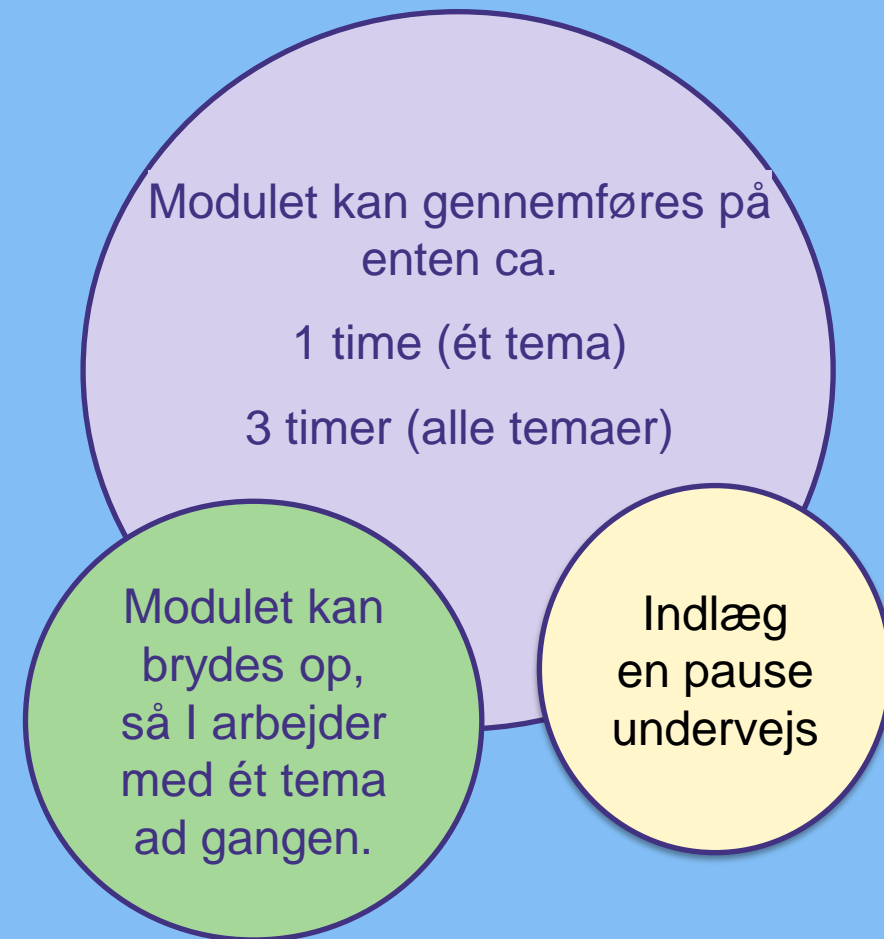 Modulet kan gennemføres på
enten ca.
1 time (ét tema)
3 timer (alle temaer)
Modulet kan
brydes op,
så I arbejder
med ét tema
ad gangen.
Indlæg
en pause
undervejs